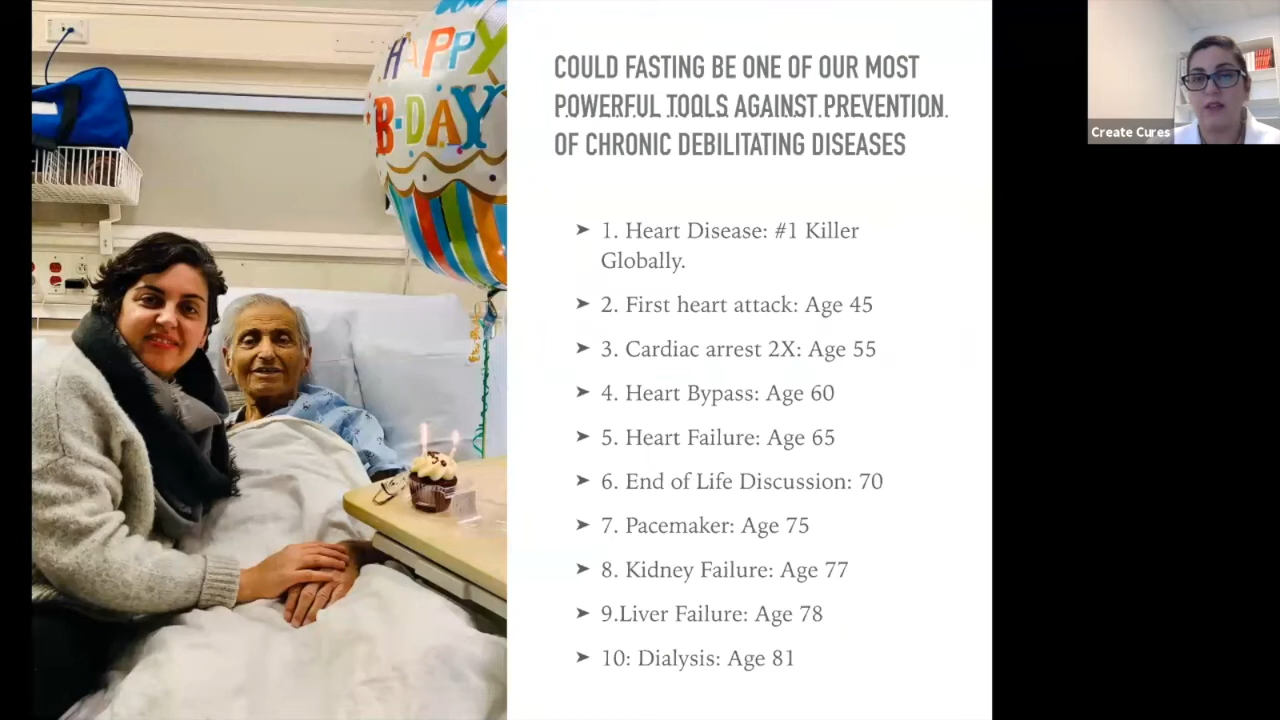 HAPPY
B-DAY
COULD FASTING BE ONE OF OUR MOST
POWERFUL TOOLS AGAINST PREVENTION
OF CHRONIC DEBILITATING DISEASES
➤ 1. Heart Disease: #1 Killer
Globally.
➤ 2. First heart attack: Age 45
➤ 3. Cardiac arrest 2X: Age 55
➤ 4. Heart Bypass: Age 60
➤ 5. Heart Failure: Age 65
➤ 6. End of Life Discussion: 70
➤ 7. Pacemaker: Age 75
➤ 8. Kidney Failure: Age 77
➤ 9.Liver Failure: Age 78
➤ 10: Dialysis: Age 81
Create Cures